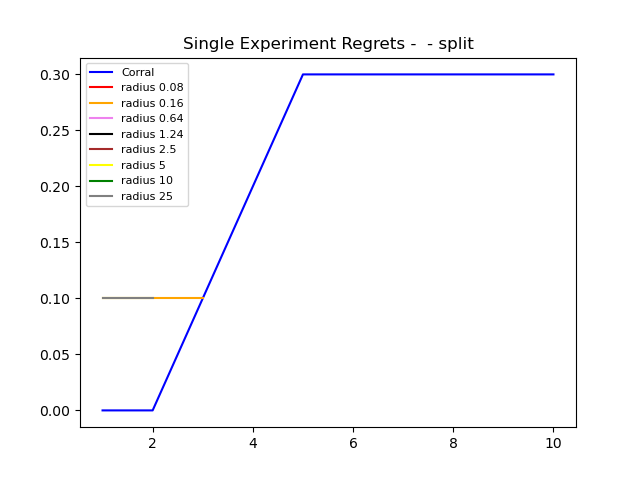 Single Experiment Regrets -  - split
Corral
radius 0.08
radius 0.16
radius 0.64
radius 1.24
radius 2.5
radius 5
radius 10
radius 25
0.30
0.25
0.20
0.15
0.10
0.05
0.00
2 4 6 8 10